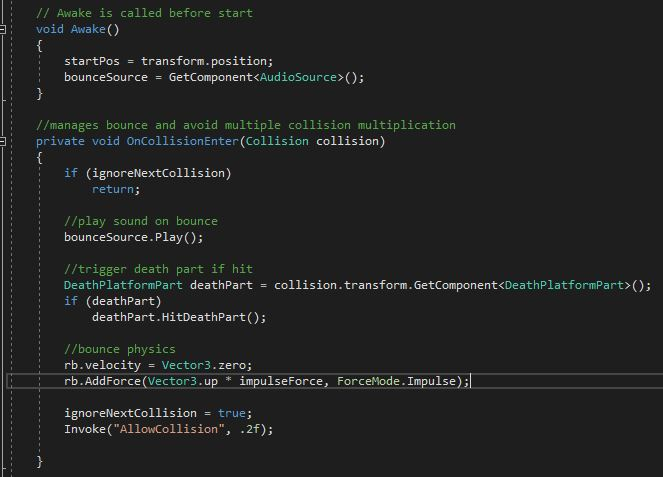 // Awake is called before start
void Awake()
{
startPos = transform.position;
bounceSource = GetComponent<AudioSource>();
}
//manages bounce and avoid multiple collision multiplication
private void OnCollisionEnter(Collision collision)
{
if (ignoreNextCollision)
return;
//play sound on bounce
bounceSource.Play();
//trigger death part if hit
DeathPlatformPart deathPart = collision.transform.GetComponent<DeathPlatformPart>();
if (deathPart)
deathPart.HitDeathPart();
//bounce physics
rb.velocity = Vector3.zero;
rb.AddForce(Vector3.up * impulseForce, ForceMode.Impulse);
ignoreNextCollision = true;
Invoke("AllowCollision", .2f);
}